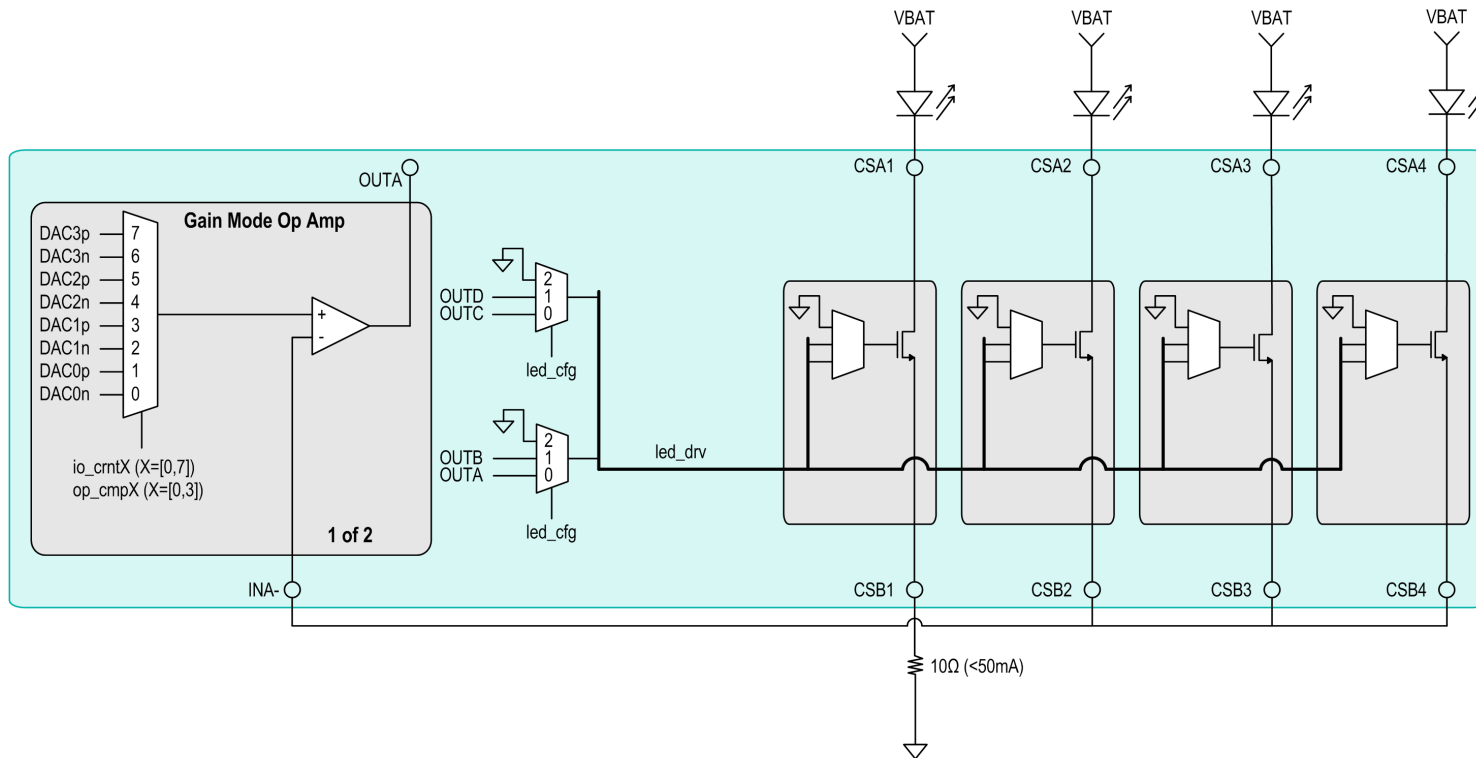 VBAT VBAT VBAT VBAT
CSA1 CSA2 CSA3 CSA4
OUTA
Gain Mode Op Amp
DAC3p 7
DAC3n 6
DAC2p 5
DAC2n 4
DAC1p 3
DAC1n 2
DAC0p 1
DAC0n 0
+
-
io_crntX (X=[0,7])
op_cmpX (X=[0,3])
1 of 2
2
OUTD 1
OUTC 0
led_cfg
2
OUTB 1
OUTA 0
led_cfg
led_drv
INA- CSB1 CSB2 CSB3 CSB4
10Ω (<50mA)